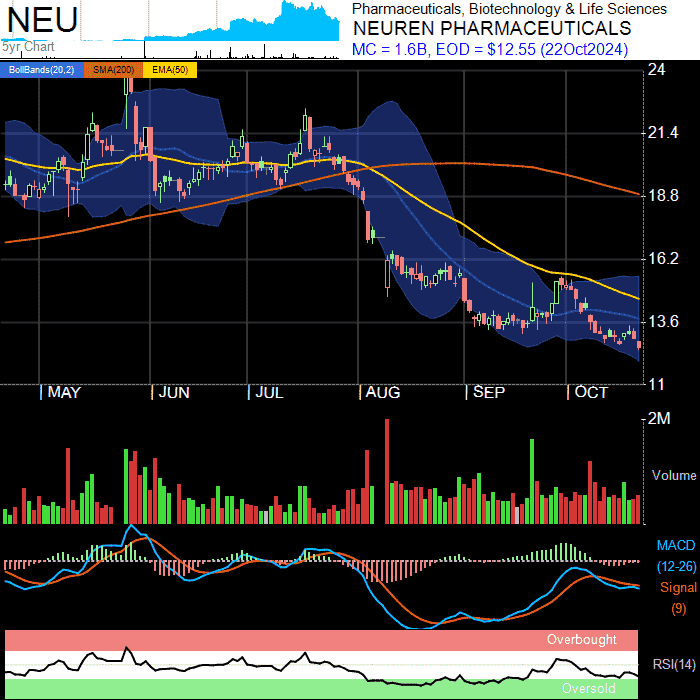 NEU
Pharmaceuticals, Biotechnology & Life Sciences
NEUREN PHARMACEUTICALS
5yr Chart
MC = 1.6B, EOD = $12.55 (22Oct2024)
BollBands(20,2) SMA(200) EMA(50)
24
21.4
18.8
16.2
13.6
11
MAY JUN JUL AUG SEP OCT
2M
Volume
MACD
(12-26)
Signal
(9)
Overbought
RSI(14)
Oversold